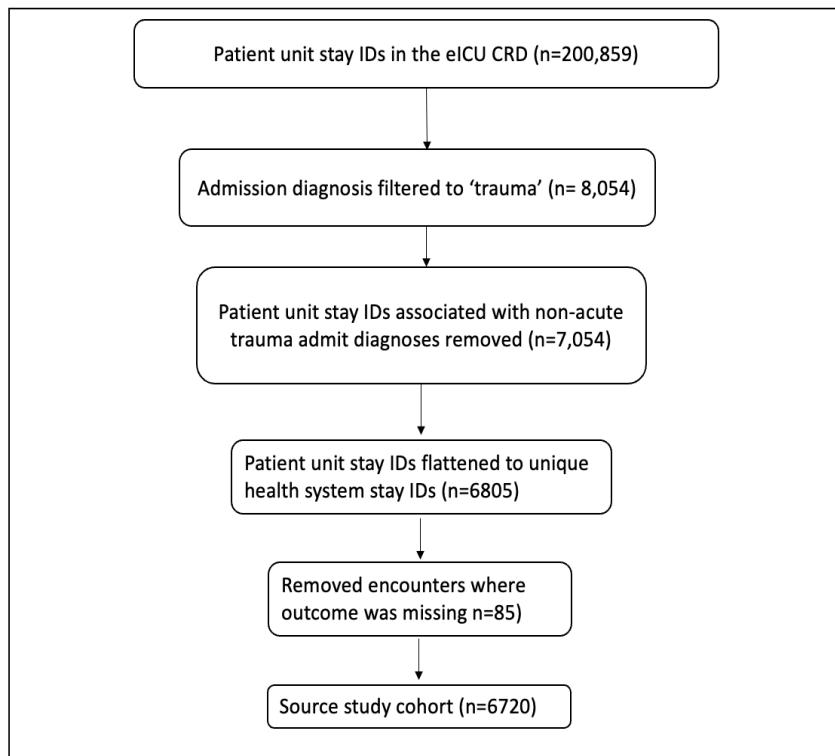 Patient unit stay IDs in the eICU CRD (n=200,859)
Admission diagnosis filtered to ‘trauma’ (n= 8,054)
Patient unit stay IDs associated with non-acute
trauma admit diagnoses removed (n=7,054)
Patient unit stay IDs flattened to unique
health system stay IDs (n=6805)
Removed encounters where
outcome was missing n=85)
Source study cohort (n=6720)